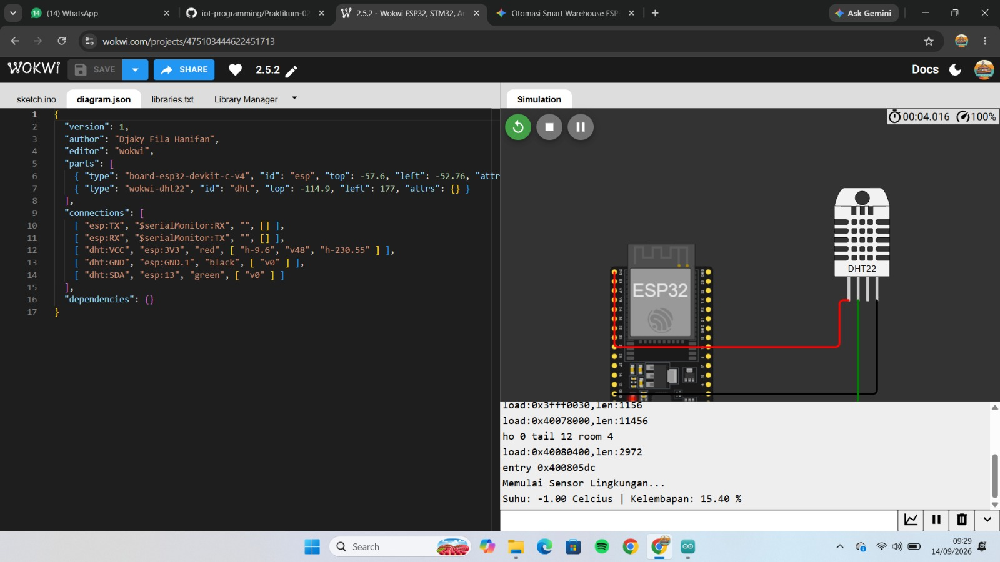 14 (14) WhatsApp
iot-programming/Praktikum-02
2.5.2 - Wokwi ESP32, STM32, Ar
Otomasi Smart Warehouse ESP
Ask Gemini
wokwi.com/projects/475103444622451713
WOKWi
SAVE
SHARE
2.5.2
Docs
sketch.ino
diagram.json
libraries.txt
Library Manager
Simulation
1 {
2 "version": 1,
3 "author": "Djaky Fila Hanifan",
4 "editor": "wokwi",
5 "parts": [
6 { "type": "board-esp32-devkit-c-v4", "id": "esp", "top": -57.6, "left": -52.76, "attr
7 { "type": "wokwi-dht22", "id": "dht", "top": -114.9, "left": 177, "attrs": {} }
8 ],
9 "connections": [
10 [ "esp:TX", "$serialMonitor:RX", "", [] ],
11 [ "esp:RX", "$serialMonitor:TX", "", [] ],
12 [ "dht:VCC", "esp:3V3", "red", [ "h-9.6", "v48", "h-230.55" ] ],
13 [ "dht:GND", "esp:GND.1", "black", [ "v0" ] ],
14 [ "dht:SDA", "esp:13", "green", [ "v0" ] ]
15 ],
16 "dependencies": {}
17 }
00:04.016 100%
DHT22
ESP32
load:0x3fff0030,len:1156
load:0x40078000,len:11456
ho 0 tail 12 room 4
load:0x40080400,len:2972
entry 0x400805dc
Memulai Sensor Lingkungan...
Suhu: -1.00 Celcius | Kelembapan: 15.40 %
Search
09:29
14/09/2026